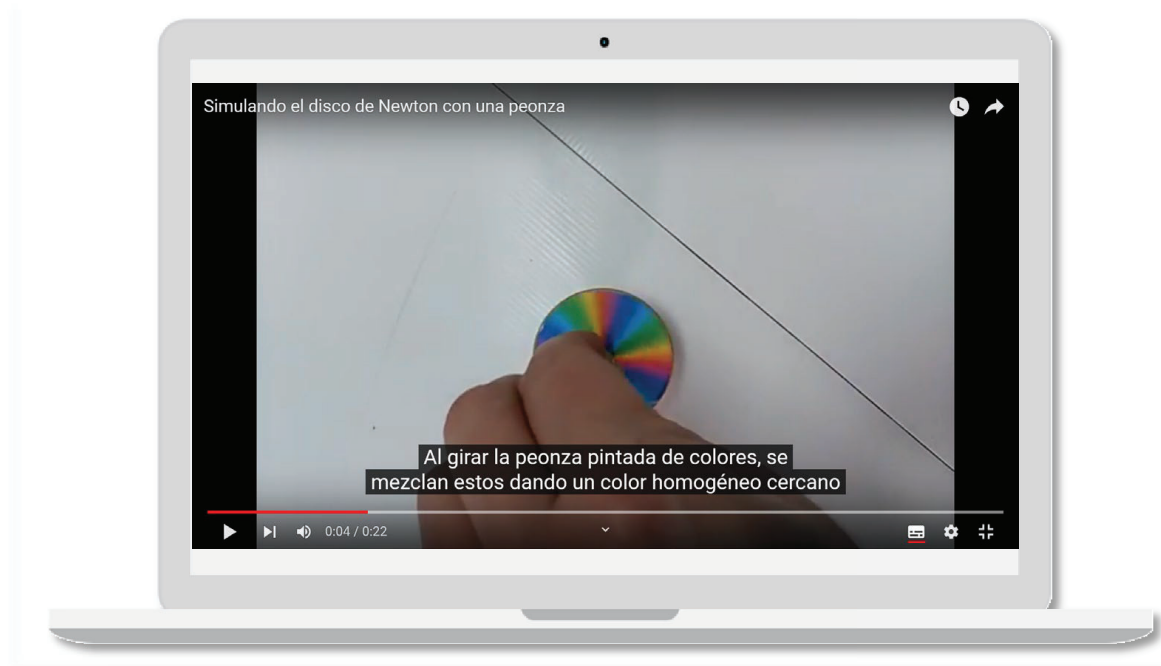 Simulando el disco de Newton con una peonza
Al girar la peonza pintada de colores, se
mezclan estos dando un color homogéneo cercano
0:04 / 0:22